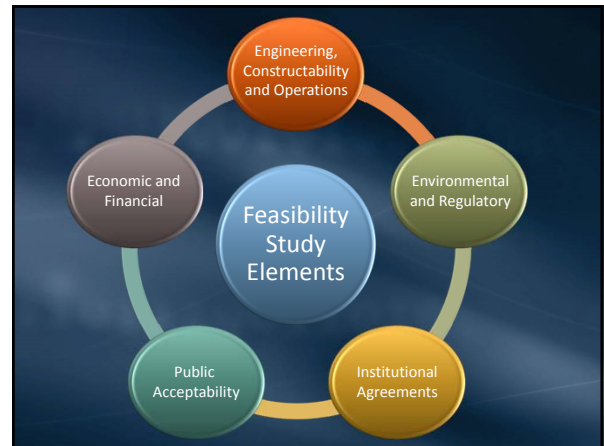 Engineering,
Constructability
and Operations
Economic and
Financial
Environmental
and Regulatory
Feasibility
Study
Elements
Public
Acceptability
Institutional
Agreements